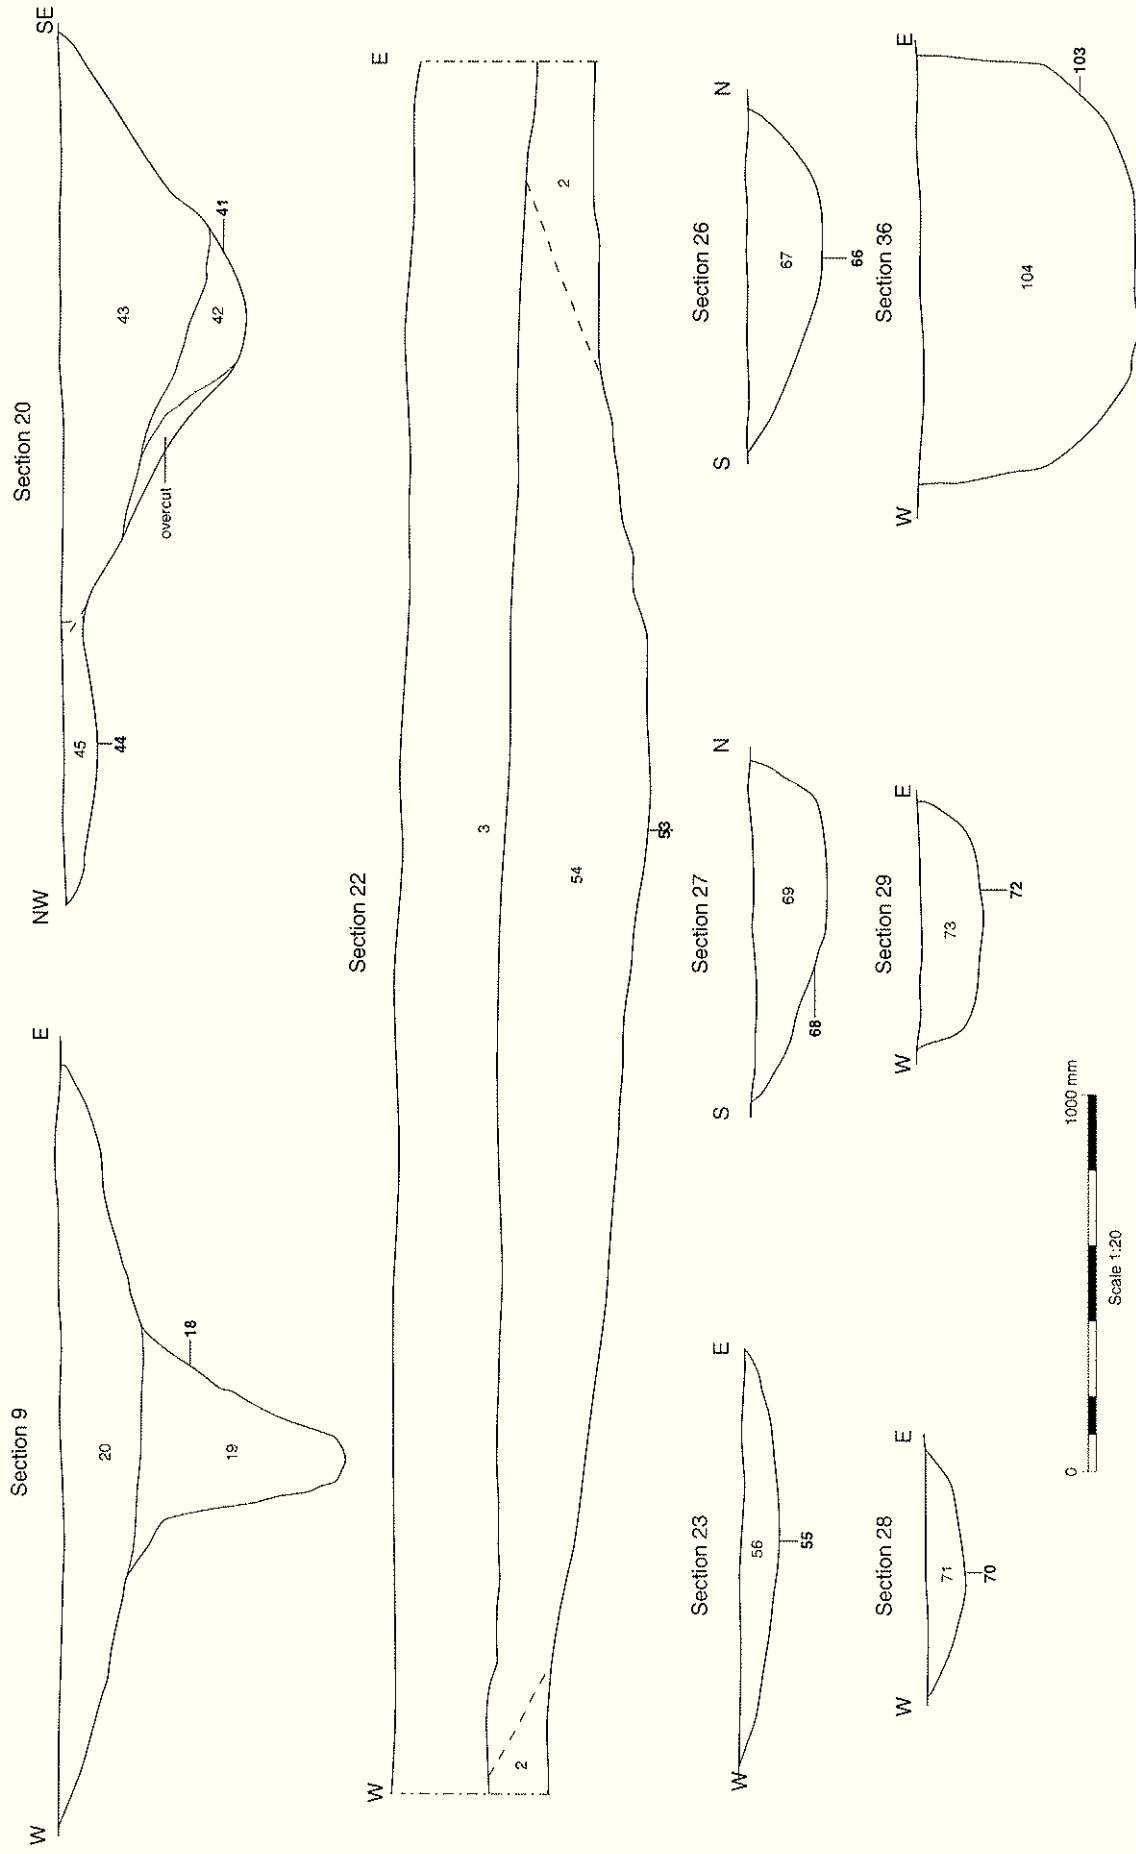 Section 9
W
E
20
19
18
Section 20
NW
SE
45
44
43
42
41
overcut
Section 22
W
E
3
2
54
2
53
Section 23
W
E
56
55
Section 27
S
N
69
68
Section 26
S
N
67
66
Section 28
W
E
71
70
Section 29
W
E
73
72
Section 36
W
E
104
103
0
1000 mm
Scale 1:20